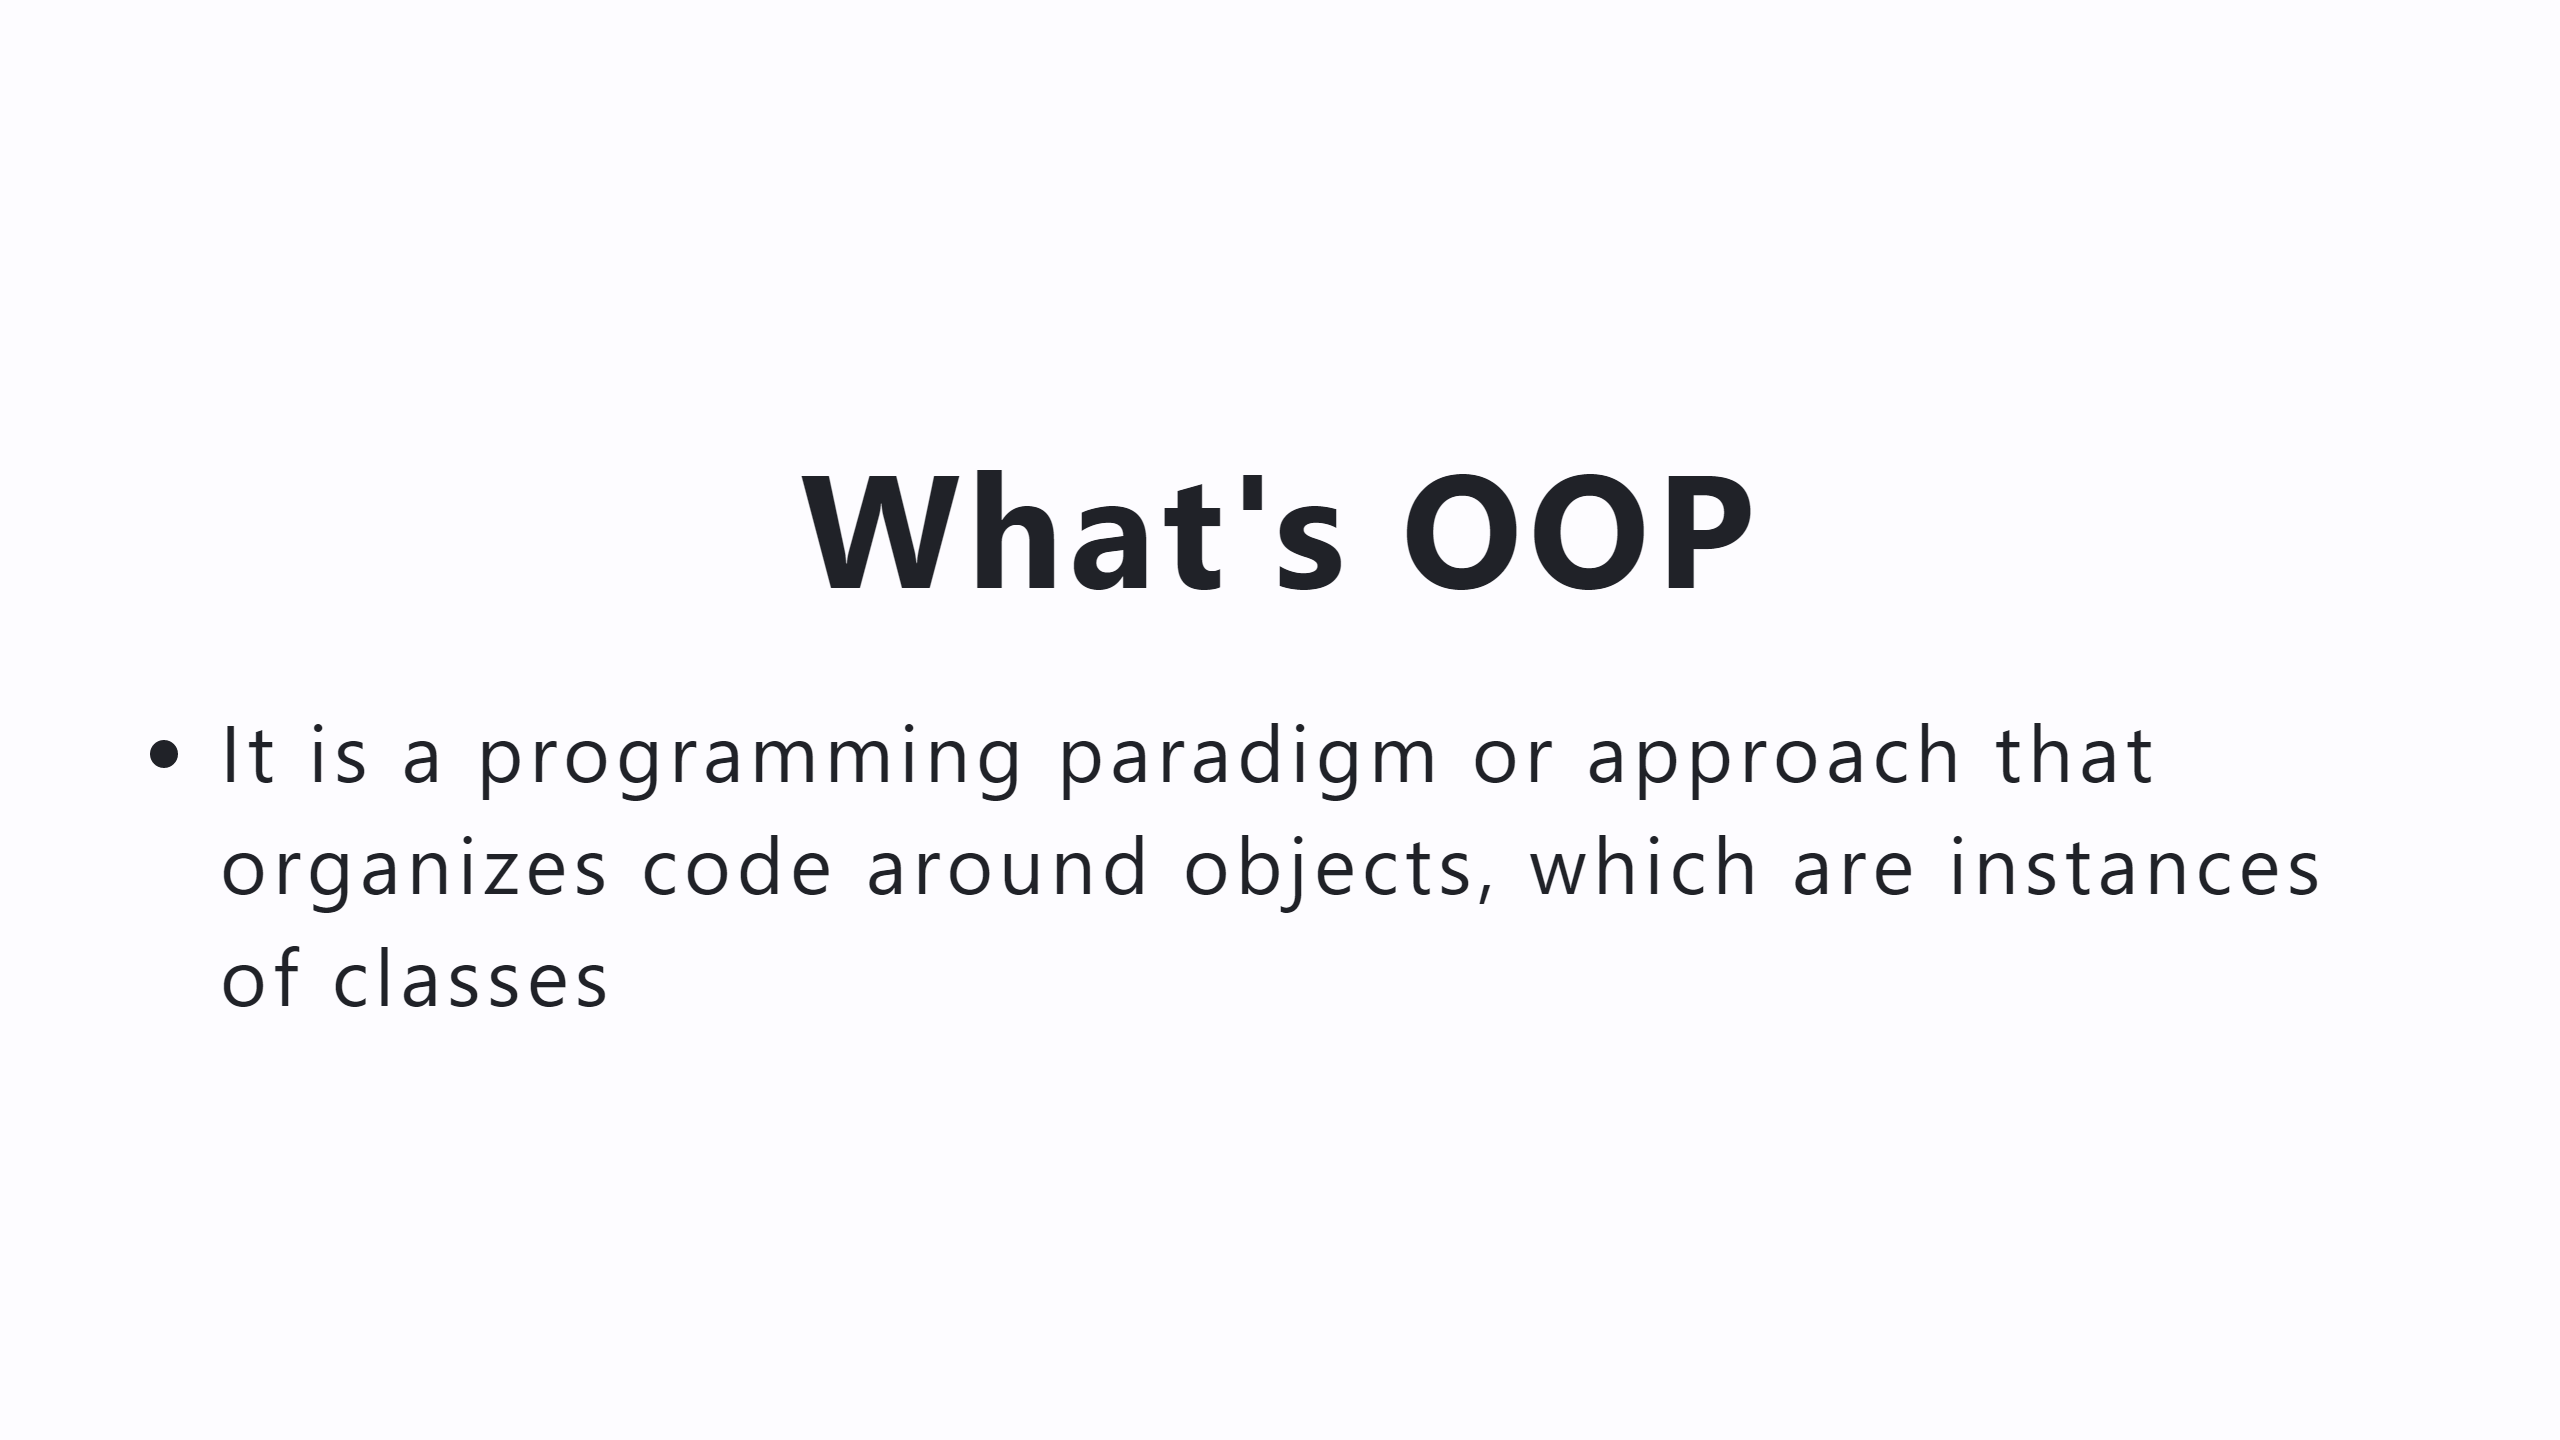 What's OOP
• It is a programming paradigm or approach that
organizes code around objects, which are instances
of classes